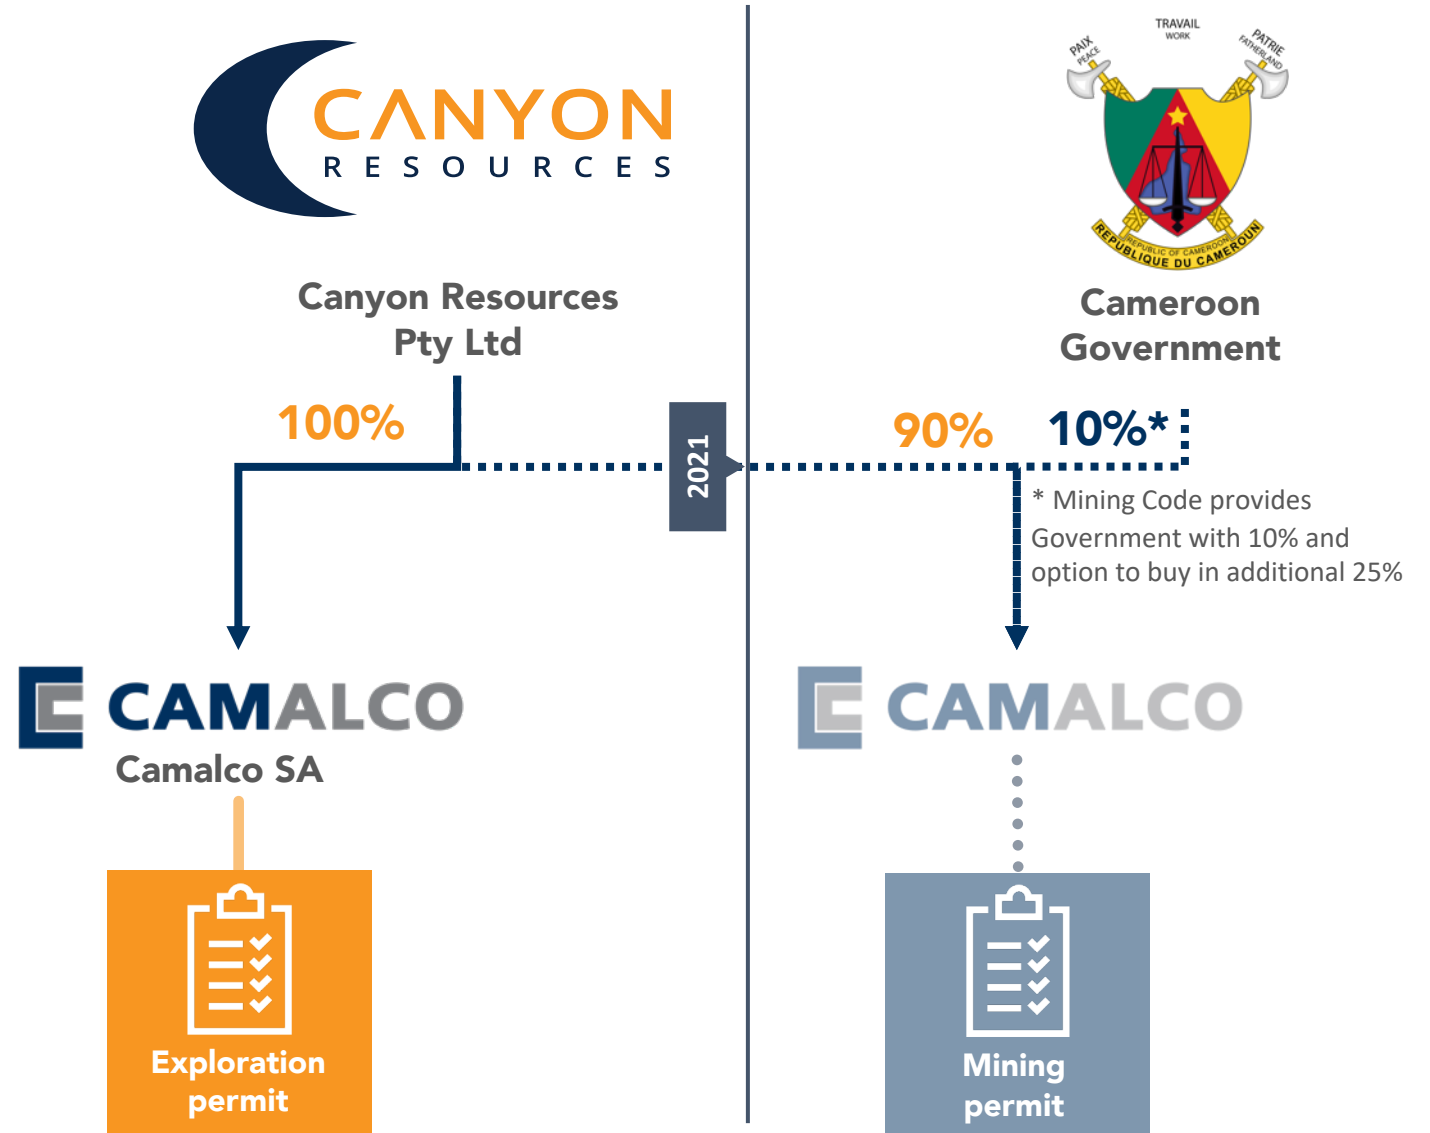 CANYON
RESOURCES
Canyon Resources
Pty Ltd
100%
CAMALCO
Camalco SA
Exploration
permit
2021
PAIX
PEACE
TRAVAIL
WORK
PATRIE
FATHERLAND
REPUBLIC OF CAMEROON
REPUBLIQUE DU CAMEROUN
Cameroon
Government
90%
10%*
* Mining Code provides
Government with 10% and
option to buy in additional 25%
CAMALCO
Mining
permit